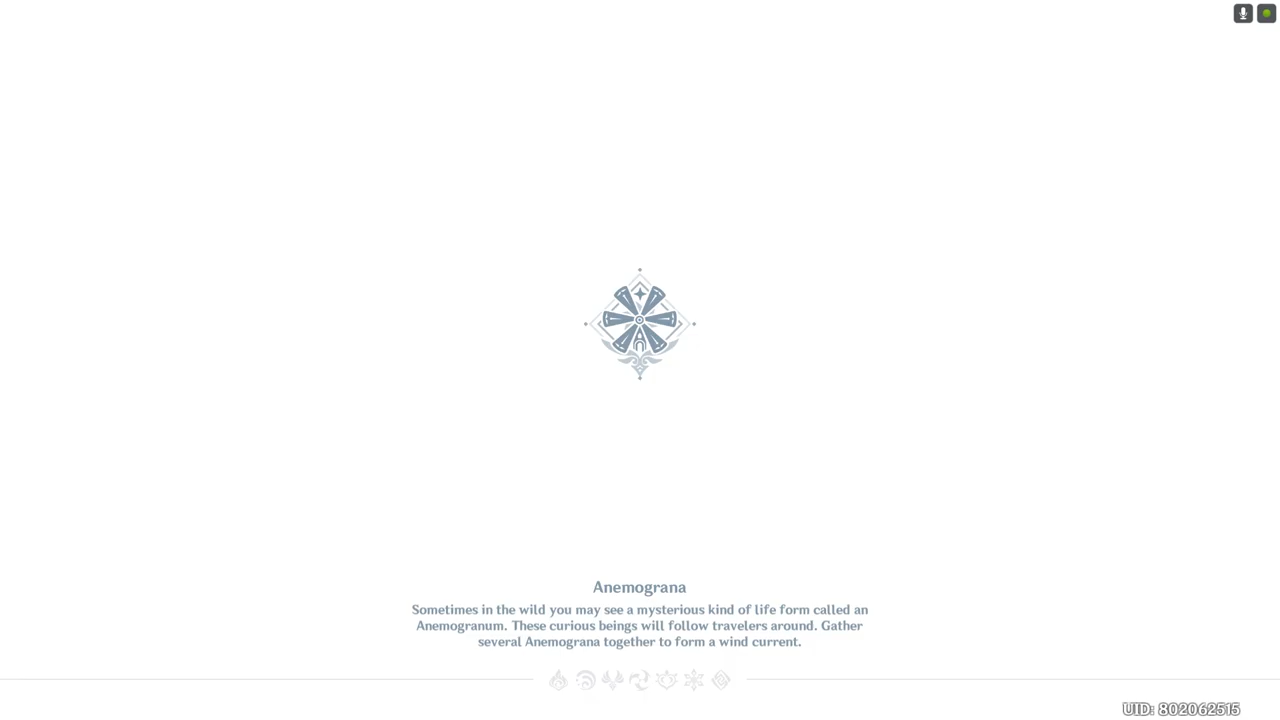 Anemograna
Sometimes in the wild you may see a mysterious kind of life form called an
Anemogranum. These curious beings will follow travelers around. Gather
several Anemograna together to form a wind current.
UID: 802062515